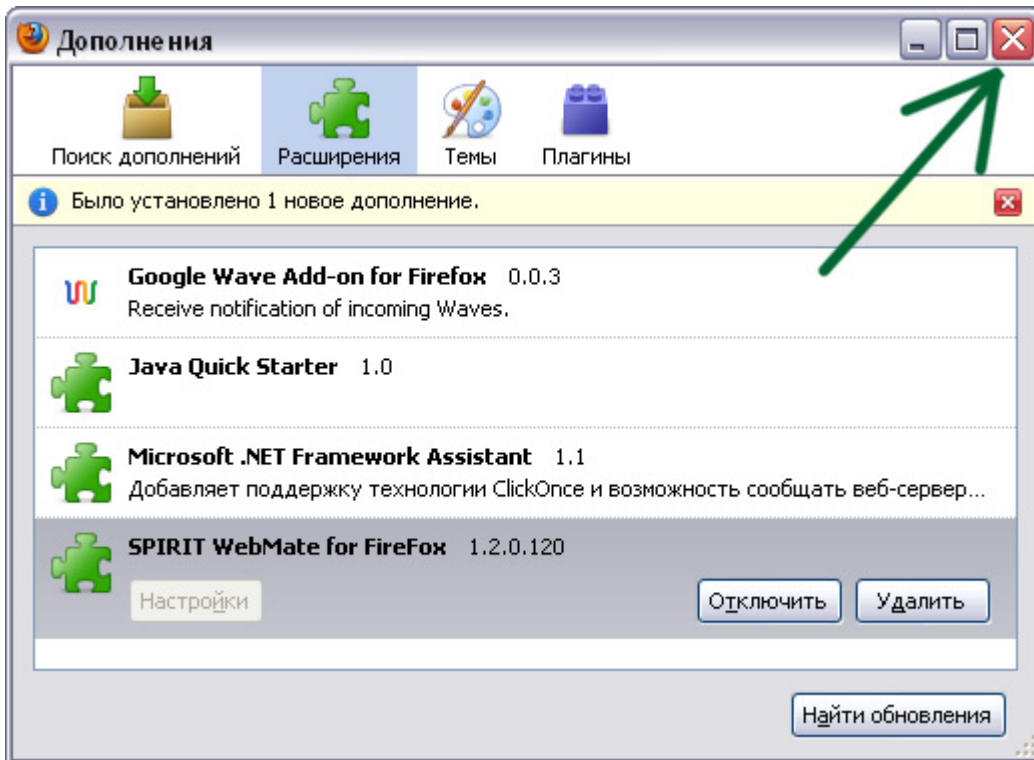 Дополнения
Поиск дополнений Расширения Темы Плагины
Было установлено 1 новое дополнение.
Google Wave Add-on for Firefox 0.0.3
Receive notification of incoming Waves.
Java Quick Starter 1.0
Microsoft .NET Framework Assistant 1.1
Добавляет поддержку технологии ClickOnce и возможность сообщать веб-сервер...
SPIRIT WebMate for FireFox 1.2.0.120
Настройки Отключить Удалить
Найти обновления